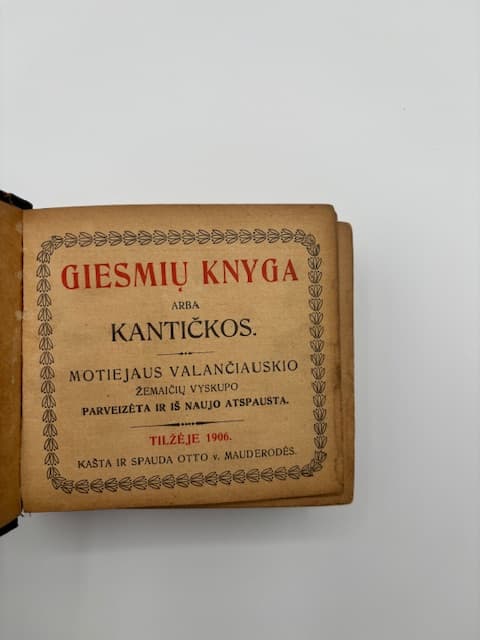 GIESMIŲ KNYGA
ARBA
KANTIČKOS.
MOTIEJAUS VALANČIAUSKIO
ŽEMAIČIŲ VYSKUPO
PARVEIZĖTA IR IŠ NAUJO ATSPAUSTA.
TILŽĖJE 1906.
KAŠTA IR SPAUDA OTTO v. MAUDERODĖS.